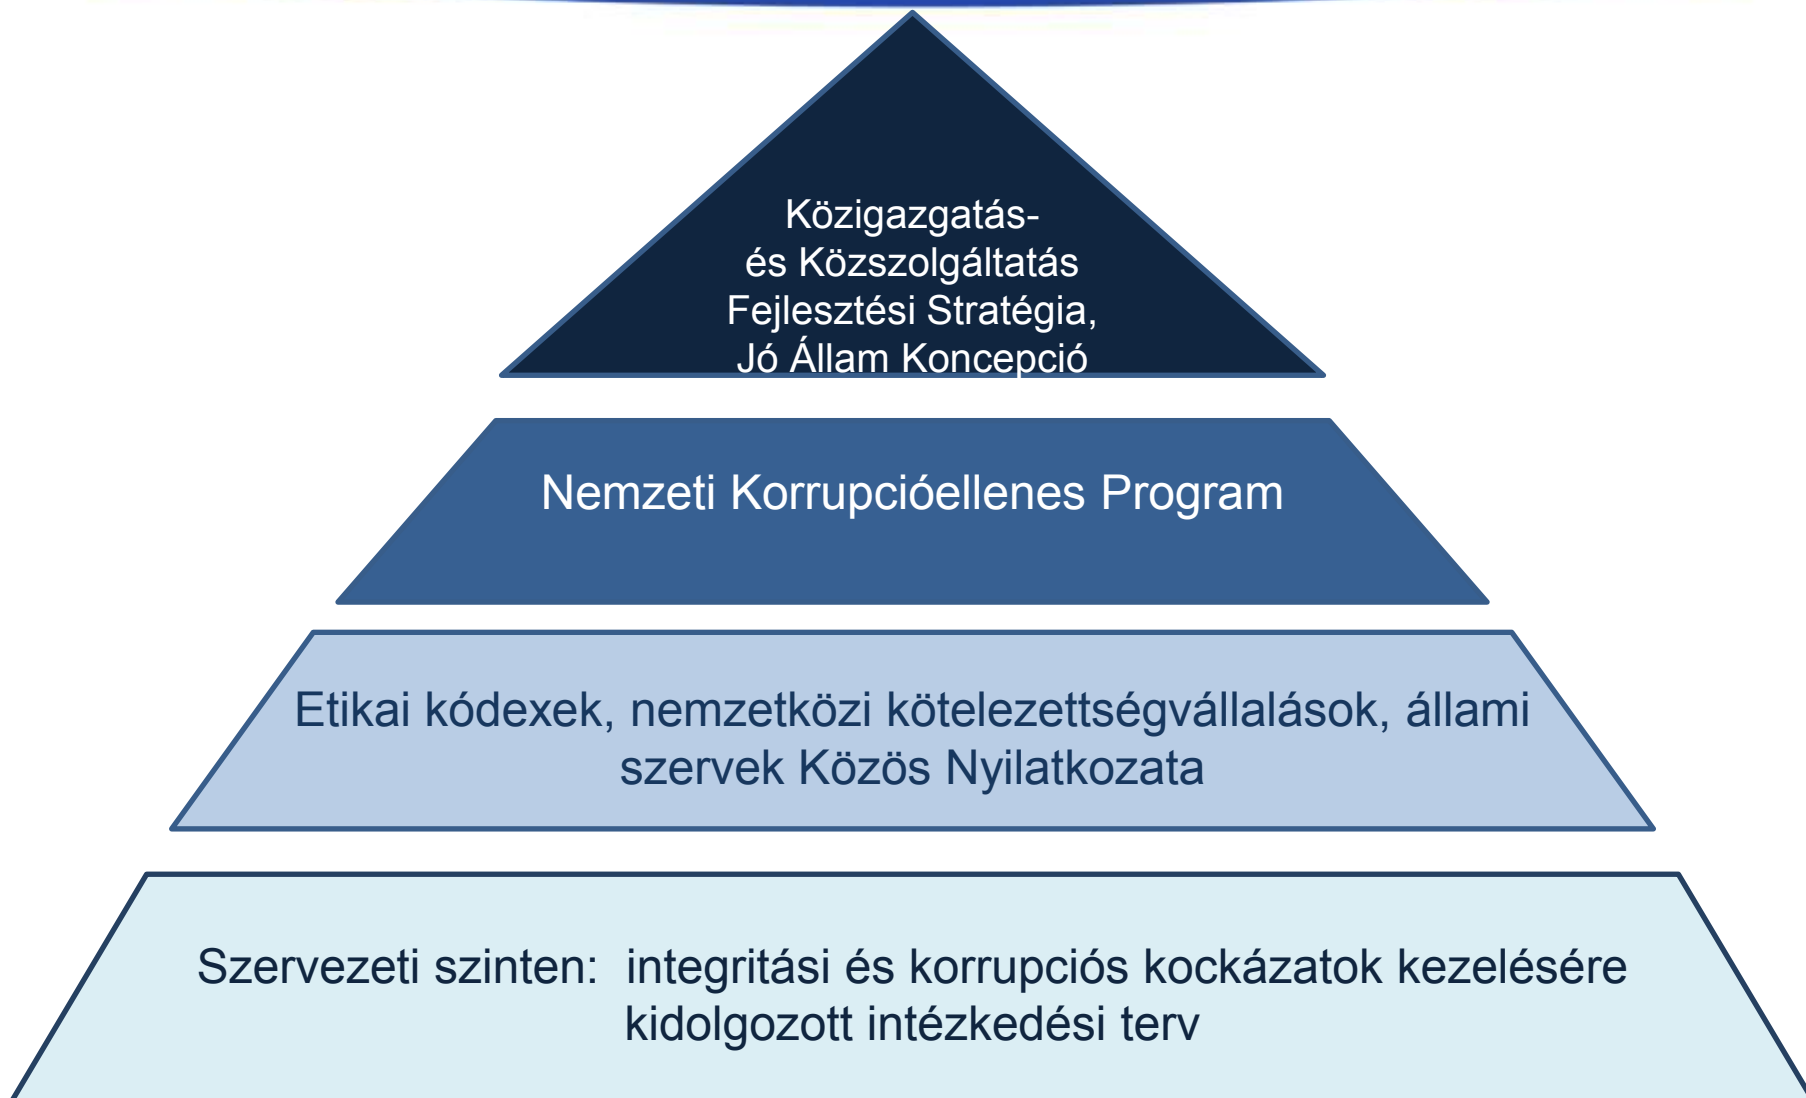 Közigazgatás-
és Közszolgáltatás
Fejlesztési Stratégia,
Jó Állam Koncepció
Nemzeti Korrupcióellenes Program
Etikai kódexek, nemzetközi kötelezettségvállalások, állami
szervek Közös Nyilatkozata
Szervezeti szinten:  integritási és korrupciós kockázatok kezelésére
kidolgozott intézkedési terv